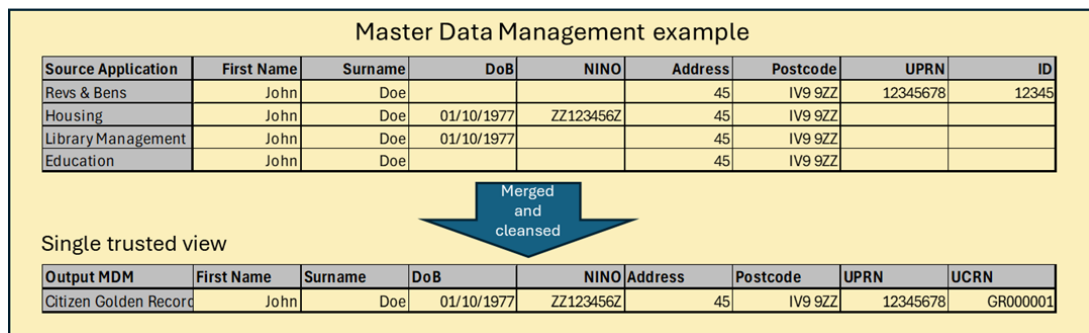 Master Data Management example
Source Application First Name Surname DoB NINO Address Postcode UPRN ID
Revs & Bens John Doe 45 IV9 9ZZ 12345678 12345
Housing John Doe 01/10/1977 ZZ123456Z 45 IV9 9ZZ
Library Management John Doe 01/10/1977 45 IV9 9ZZ
Education John Doe 45 IV9 9ZZ
Merged
and
cleansed
Single trusted view
Output MDM First Name Surname DoB NINO Address Postcode UPRN UCRN
Citizen Golden Record John Doe 01/10/1977 ZZ123456Z 45 IV9 9ZZ 12345678 GR000001